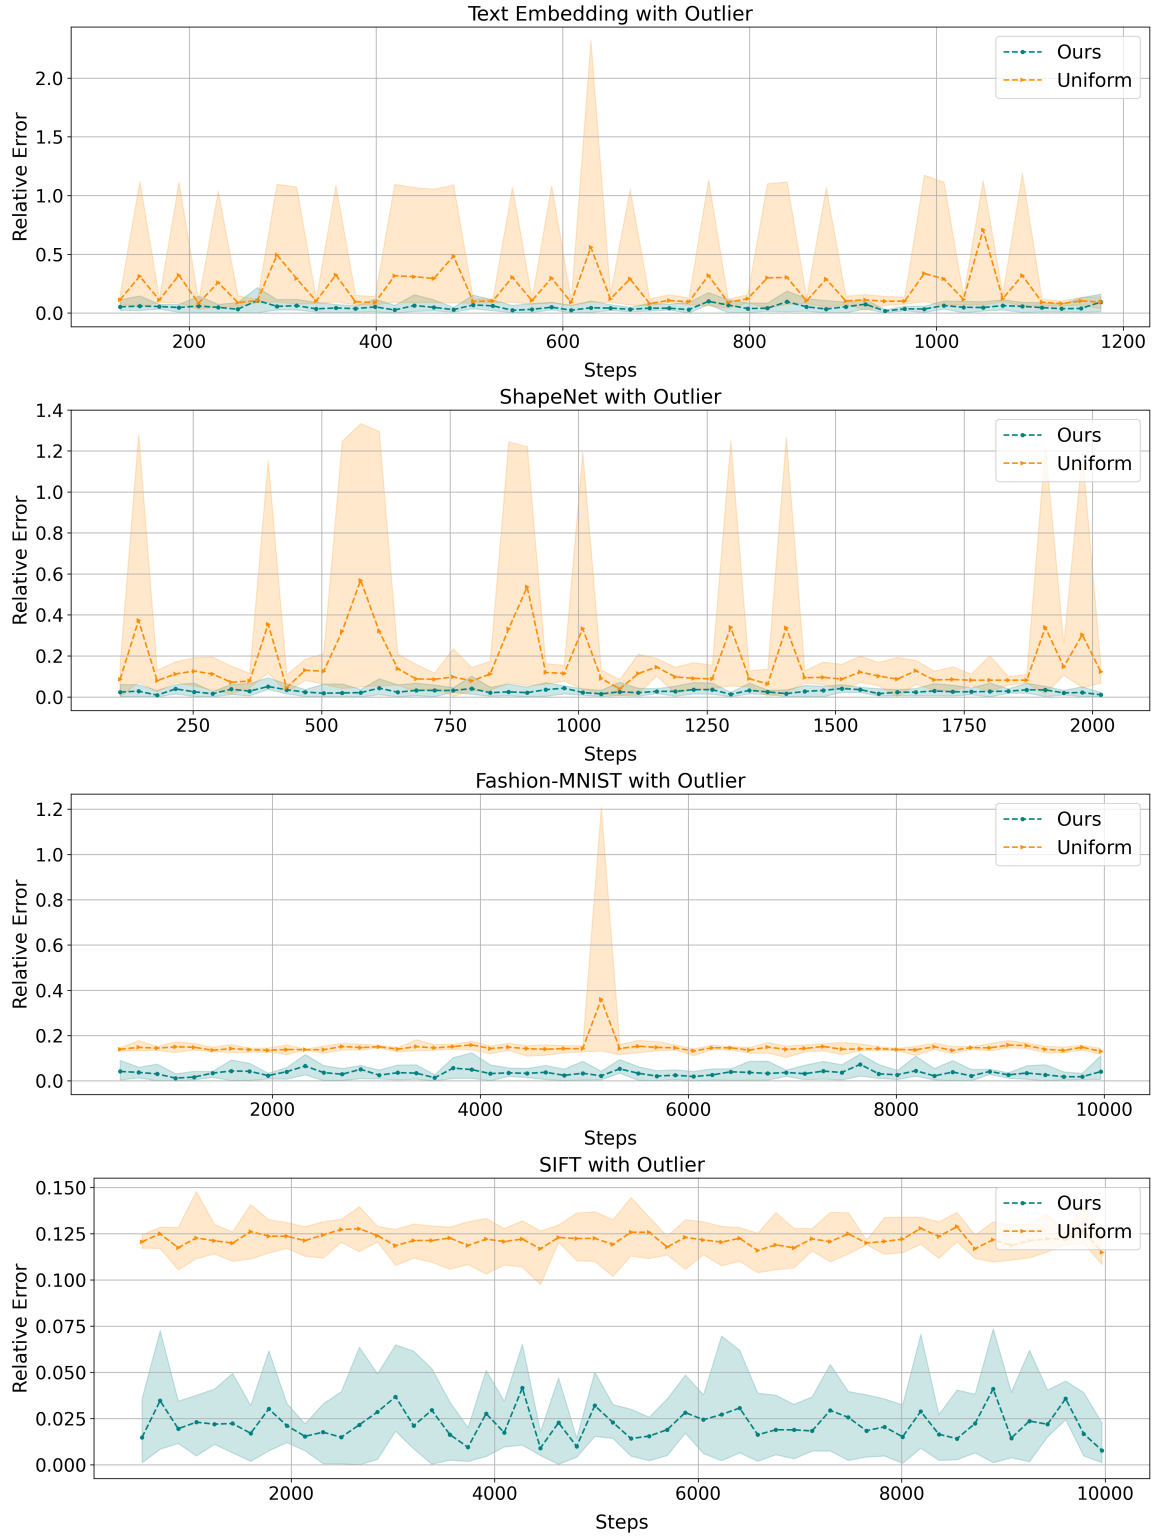 Text Embedding with Outlier
Ours
Uniform
Relative Error
2.0
1.5
1.0
0.5
0.0
200 400 600 800 1000 1200
Steps
ShapeNet with Outlier
Ours
Uniform
Relative Error
1.4
1.2
1.0
0.8
0.6
0.4
0.2
0.0
250 500 750 1000 1250 1500 1750 2000
Steps
Fashion-MNIST with Outlier
Ours
Uniform
Relative Error
1.2
1.0
0.8
0.6
0.4
0.2
0.0
2000 4000 6000 8000 10000
Steps
SIFT with Outlier
Ours
Uniform
Relative Error
0.150
0.125
0.100
0.075
0.050
0.025
0.000
2000 4000 6000 8000 10000
Steps